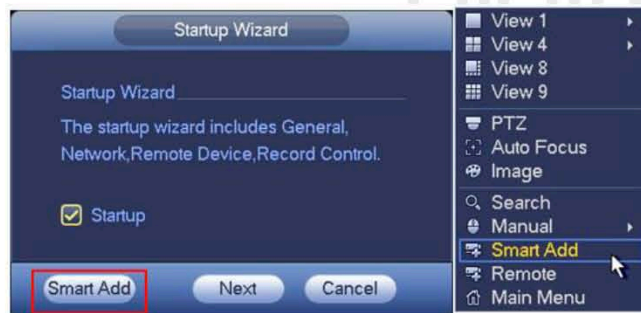 Startup Wizard
Startup Wizard
The startup wizard includes General,
Network,Remote Device,Record Control.
Startup
Smart Add
Next
Cancel
View 1
View 4
View 8
View 9
PTZ
Auto Focus
Image
Search
Manual
Smart Add
Remote
Main Menu